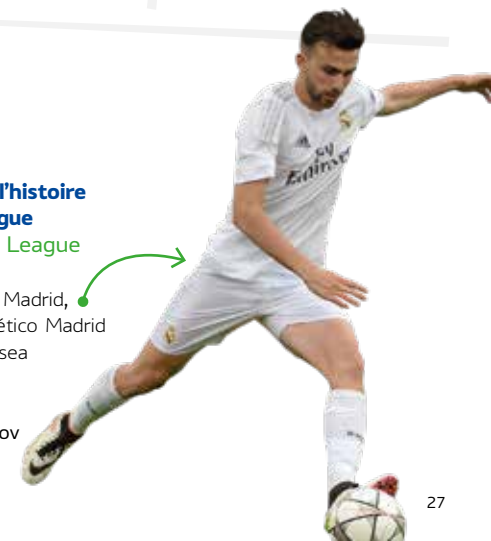 l'histoire
gue
League
Madrid,
ético Madrid
sea
ov
Fly
Emirates
27